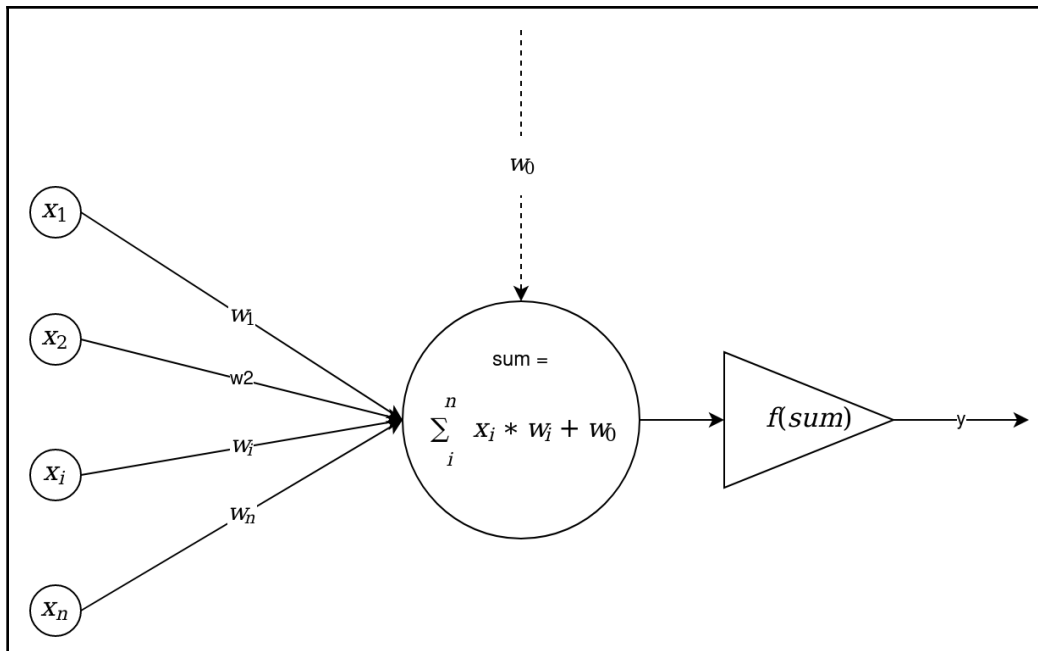 w₀
x₁
w₁
x₂
w2
sum =
n
∑ xᵢ * wᵢ + w₀
i
f(sum)
y
wᵢ
xᵢ
wₙ
xₙ